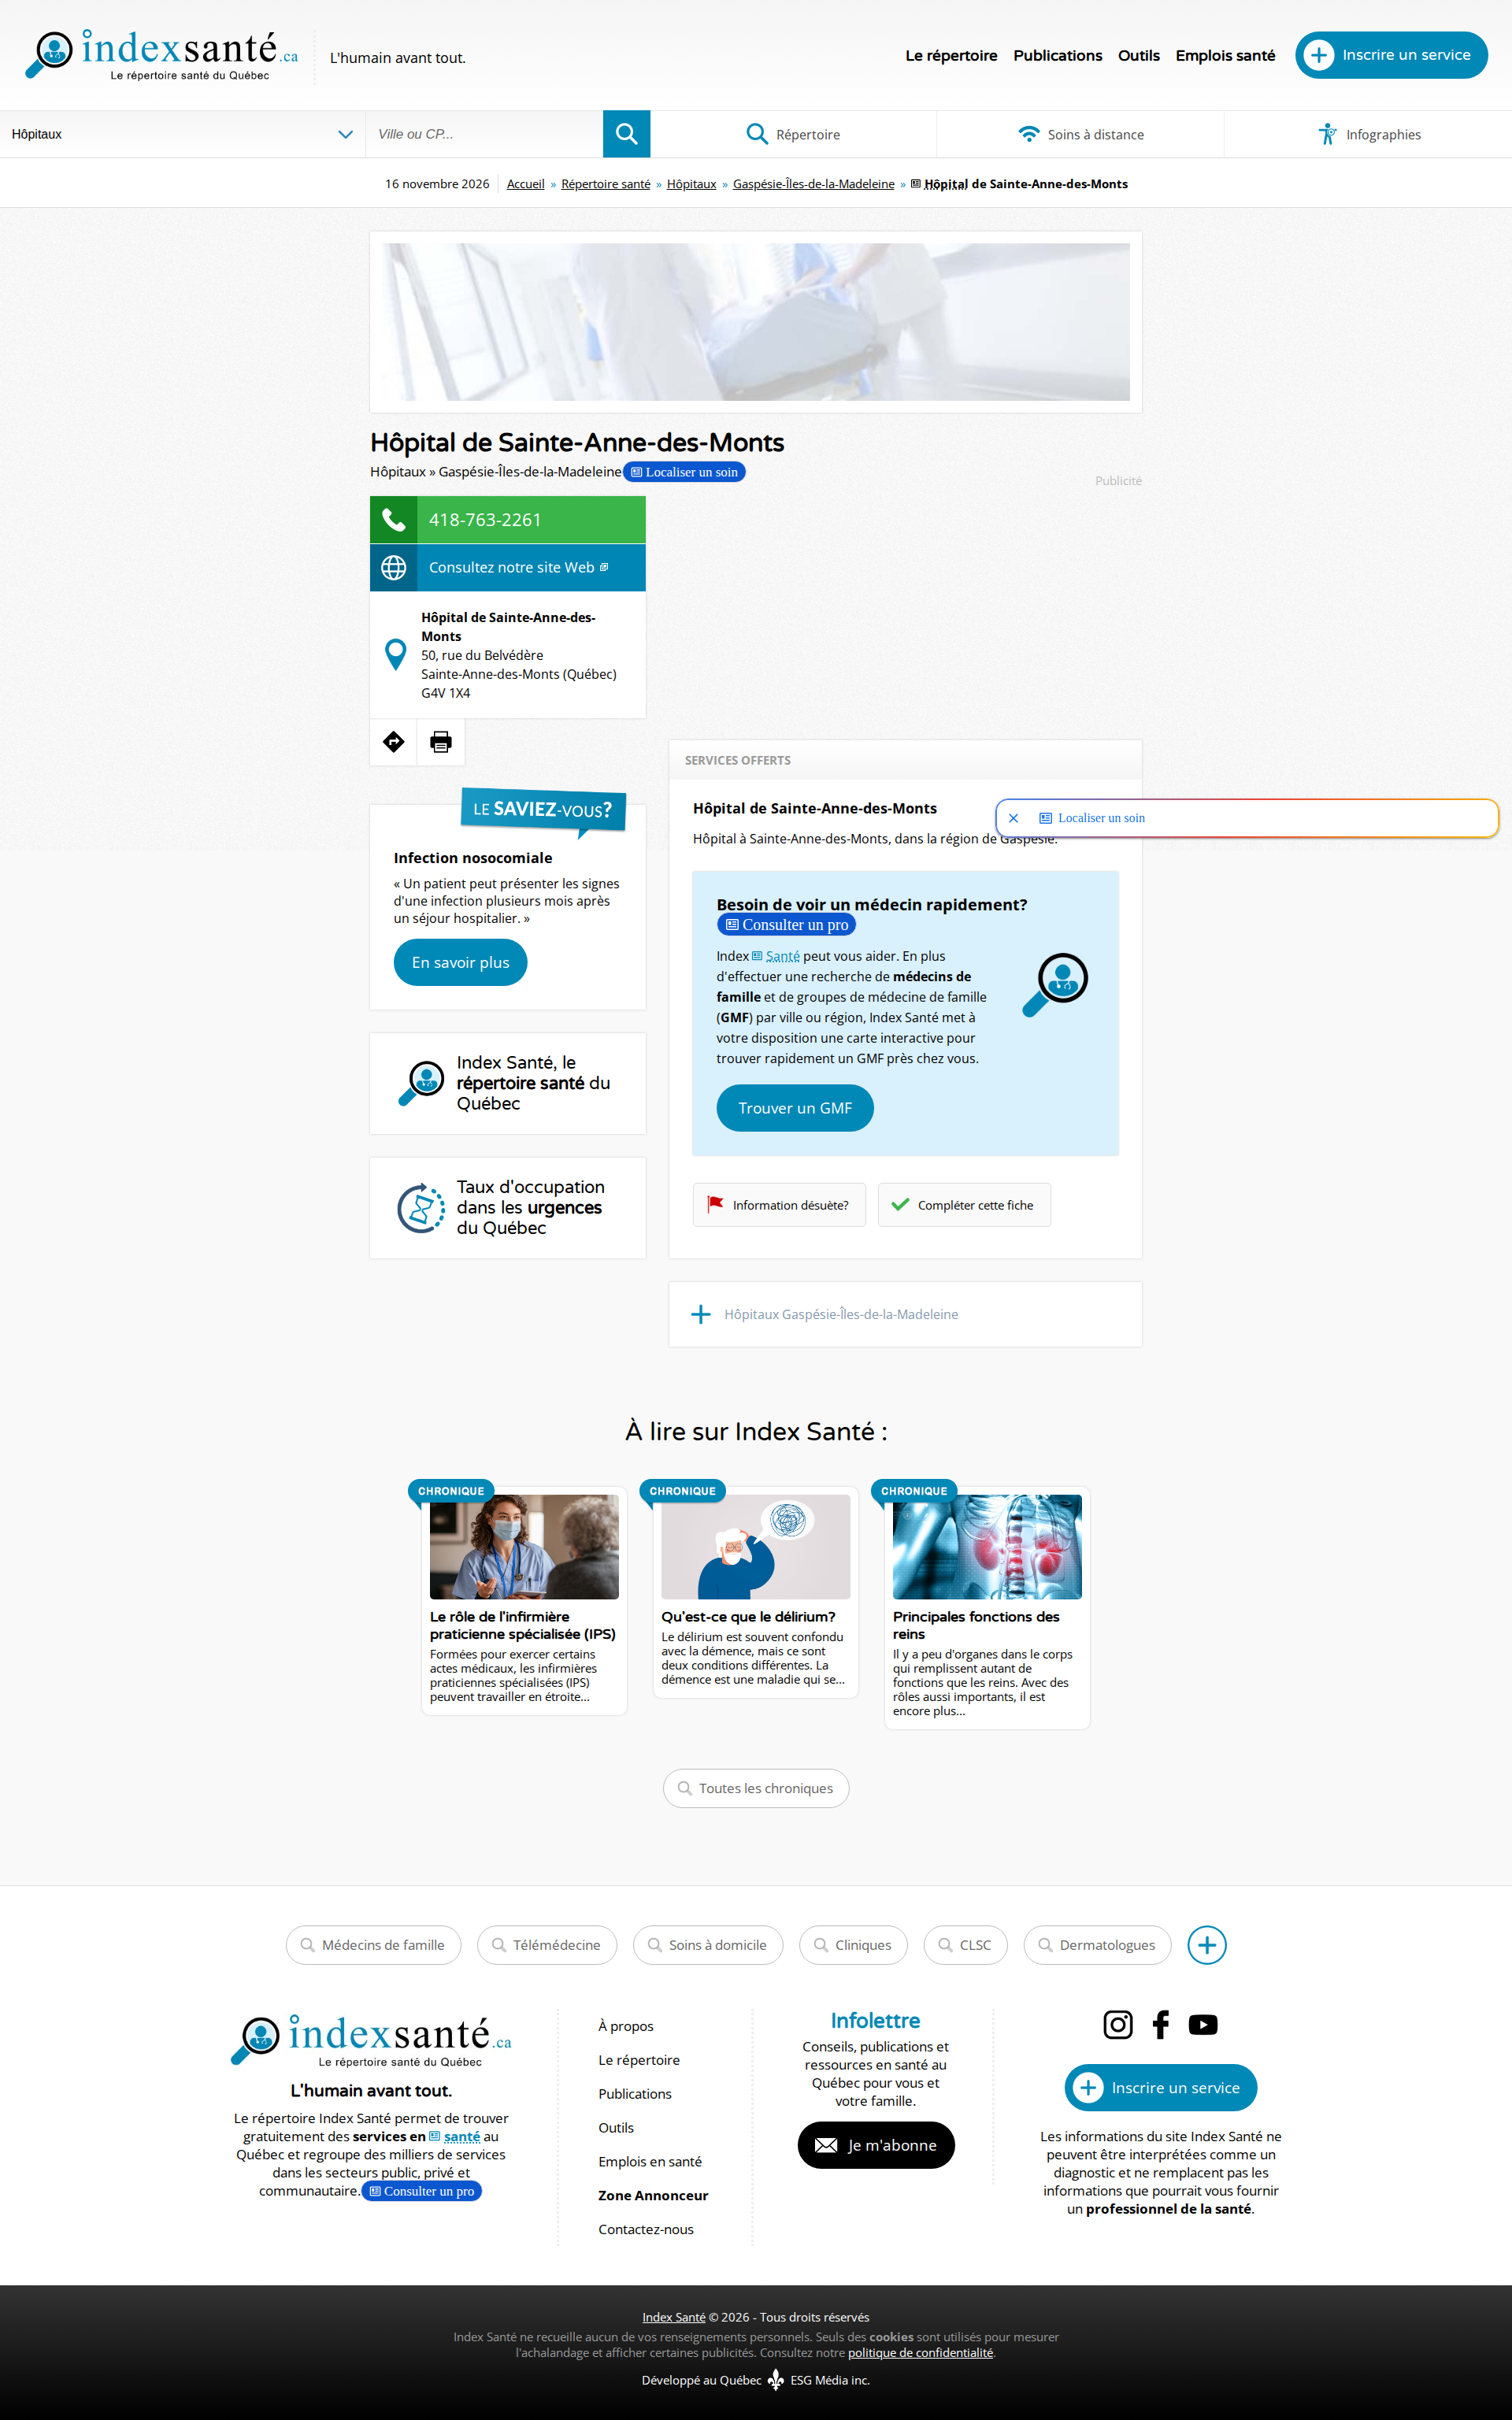 indexsanté.ca
Le répertoire santé du Québec
L'humain avant tout.
Le répertoire
Publications
Outils
Emplois santé
Inscrire un service
Hôpitaux
Ville ou CP...
Répertoire
Soins à distance
Infographies
16 novembre 2026
Accueil » Répertoire santé » Hôpitaux » Gaspésie-Îles-de-la-Madeleine » Hôpital de Sainte-Anne-des-Monts
Hôpital de Sainte-Anne-des-Monts
Hôpitaux » Gaspésie-Îles-de-la-Madeleine Localiser un soin
Publicité
418-763-2261
Consultez notre site Web
Hôpital de Sainte-Anne-des-
Monts
50, rue du Belvédère
Sainte-Anne-des-Monts (Québec)
G4V 1X4
LE SAVIEZ-VOUS?
Infection nosocomiale
« Un patient peut présenter les signes
d'une infection plusieurs mois après
un séjour hospitalier. »
En savoir plus
Index Santé, le
répertoire santé du
Québec
Taux d'occupation
dans les urgences
du Québec
SERVICES OFFERTS
Hôpital de Sainte-Anne-des-Monts
Localiser un soin
Hôpital à Sainte-Anne-des-Monts, dans la région de Gaspésie.
Besoin de voir un médecin rapidement?
Consulter un pro
Index Santé peut vous aider. En plus
d'effectuer une recherche de médecins de
famille et de groupes de médecine de famille
(GMF) par ville ou région, Index Santé met à
votre disposition une carte interactive pour
trouver rapidement un GMF près chez vous.
Trouver un GMF
Information désuète?
Compléter cette fiche
Hôpitaux Gaspésie-Îles-de-la-Madeleine
À lire sur Index Santé :
CHRONIQUE
Le rôle de l'infirmière
praticienne spécialisée (IPS)
Formées pour exercer certains
actes médicaux, les infirmières
praticiennes spécialisées (IPS)
peuvent travailler en étroite...
CHRONIQUE
Qu'est-ce que le délirium?
Le délirium est souvent confondu
avec la démence, mais ce sont
deux conditions différentes. La
démence est une maladie qui se...
CHRONIQUE
Principales fonctions des
reins
Il y a peu d'organes dans le corps
qui remplissent autant de
fonctions que les reins. Avec des
rôles aussi importants, il est
encore plus...
Toutes les chroniques
Médecins de famille
Télémédecine
Soins à domicile
Cliniques
CLSC
Dermatologues
indexsanté.ca
Le répertoire santé du Québec
L'humain avant tout.
Le répertoire Index Santé permet de trouver
gratuitement des services en santé au
Québec et regroupe des milliers de services
dans les secteurs public, privé et
communautaire. Consulter un pro
À propos
Le répertoire
Publications
Outils
Emplois en santé
Zone Annonceur
Contactez-nous
Infolettre
Conseils, publications et
ressources en santé au
Québec pour vous et
votre famille.
Je m'abonne
Inscrire un service
Les informations du site Index Santé ne
peuvent être interprétées comme un
diagnostic et ne remplacent pas les
informations que pourrait vous fournir
un professionnel de la santé.
Index Santé © 2026 - Tous droits réservés
Index Santé ne recueille aucun de vos renseignements personnels. Seuls des cookies sont utilisés pour mesurer
l'achalandage et afficher certaines publicités. Consultez notre politique de confidentialité.
Développé au Québec ESG Média inc.